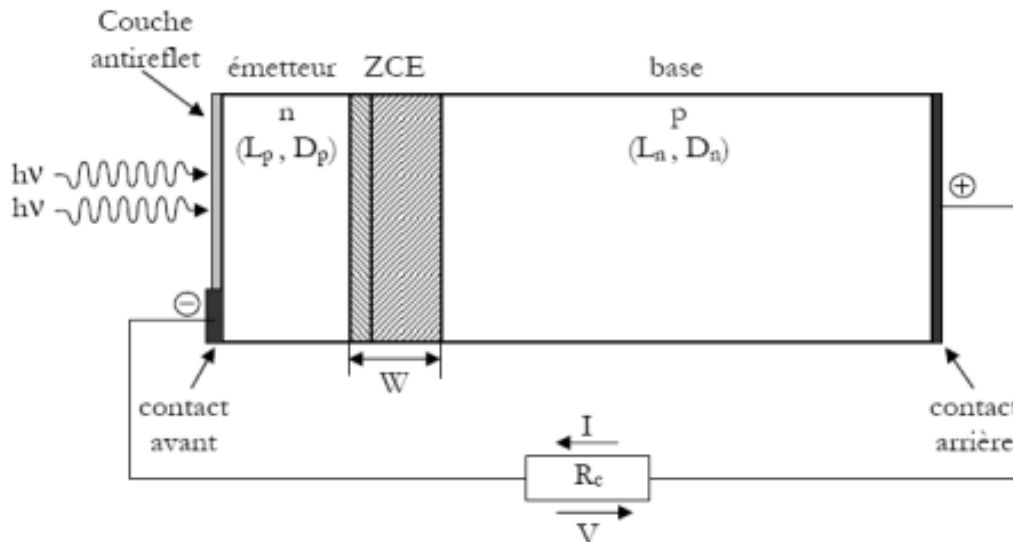 Couche
antireflet
émetteur
ZCE
base
n
(Lp , Dp)
p
(Ln , Dn)
hν
hν
⊕
⊖
W
contact
avant
contact
arrière
I
Rc
V